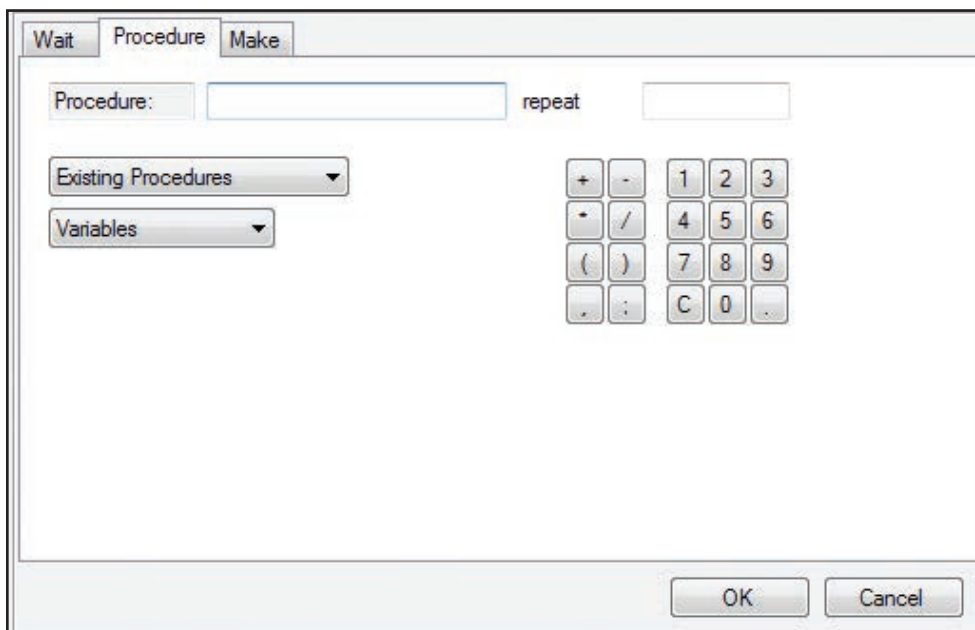 Wait Procedure Make
Procedure: repeat
Existing Procedures
Variables
+ - 1 2 3
* / 4 5 6
( ) 7 8 9
, : C 0 .
OK Cancel